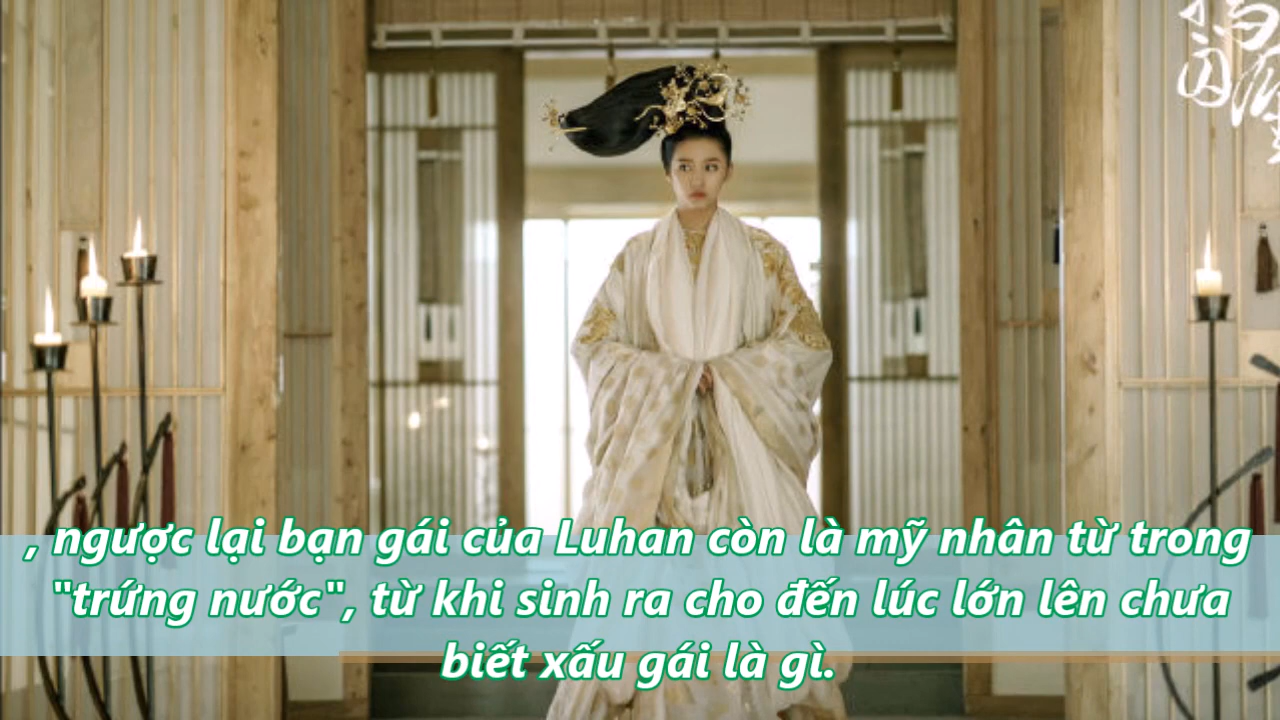 , ngược lại bạn gái của Luhan còn là mỹ nhân từ trong
"trứng nước", từ khi sinh ra cho đến lúc lớn lên chưa
biết xấu gái là gì.